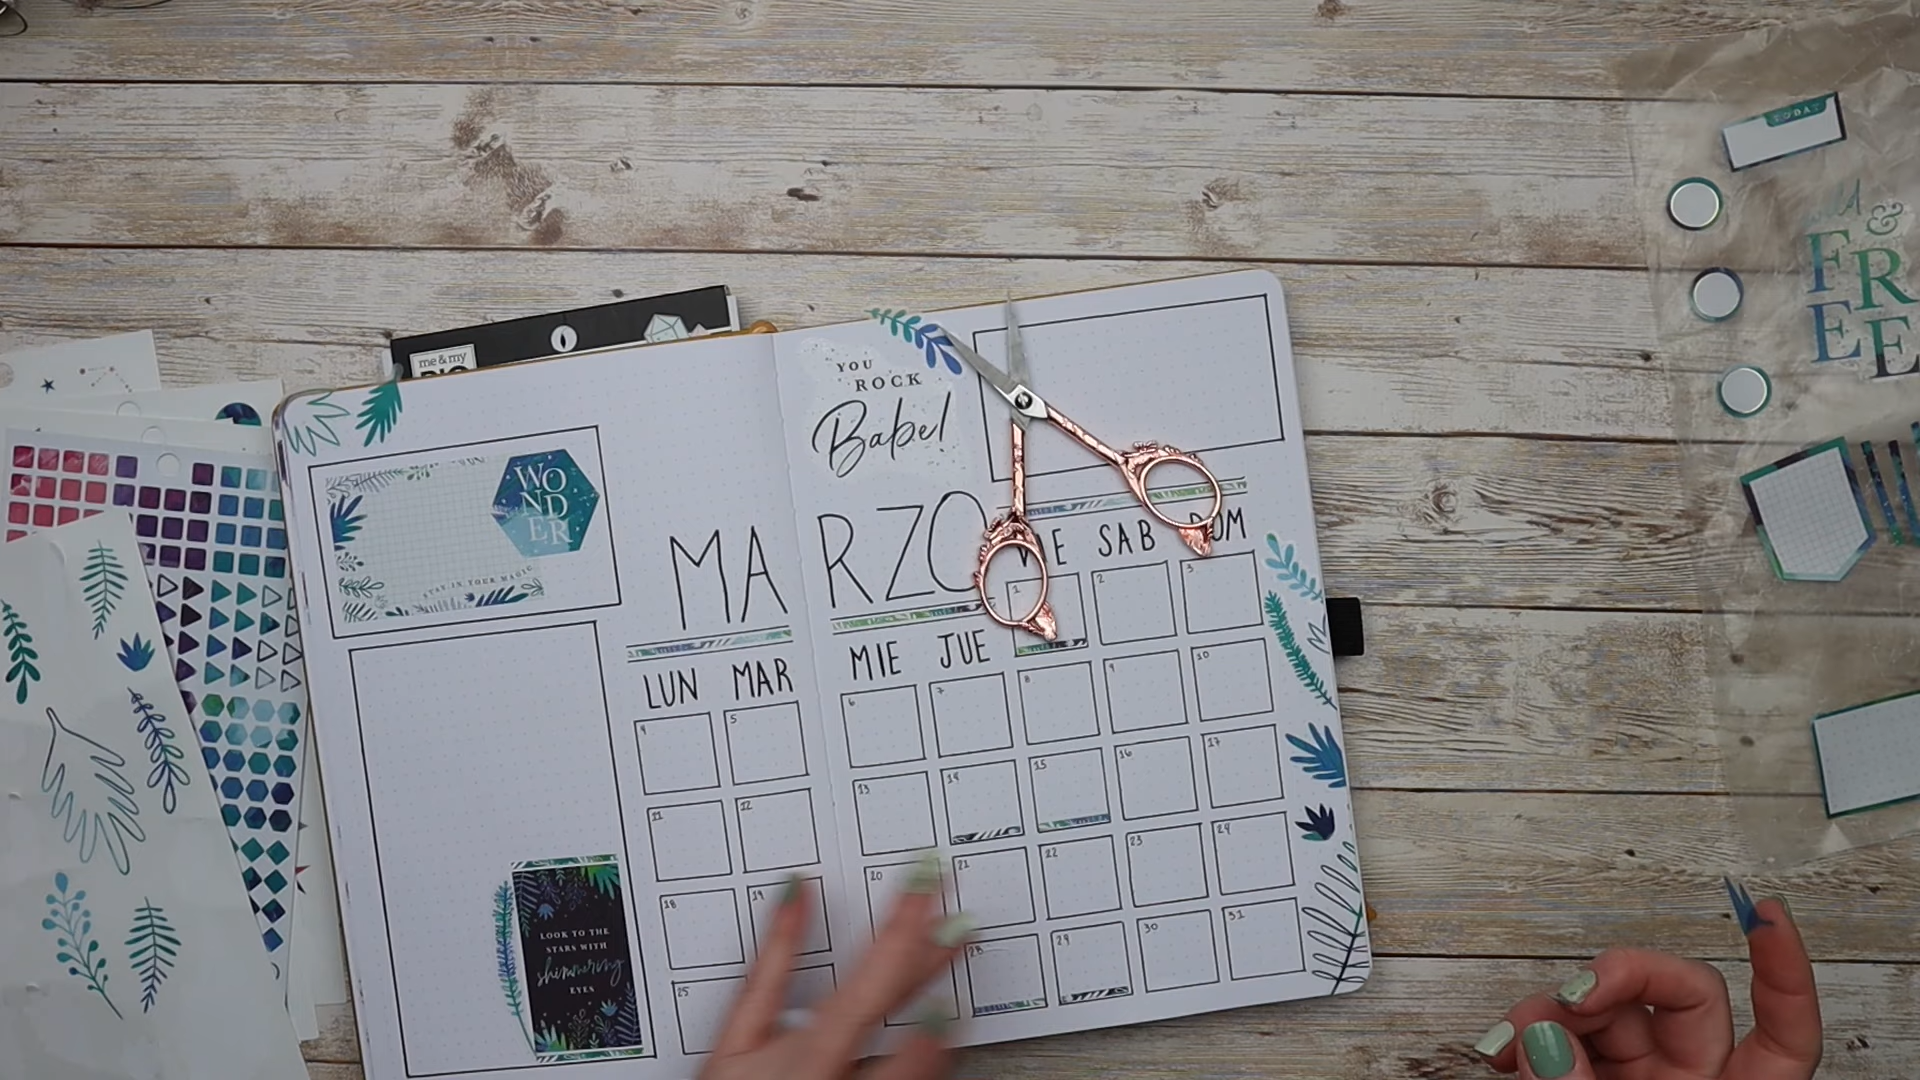 me & my
TODAY
wild
&
FREE
YOU
ROCK
Babel
WONDER
STAY IN YOUR MAGIC
MARZO
LUN MAR MIE JUE VIE SAB DOM
1 2 3
4 5 6 7 8 9 10
11 12 13 14 15 16 17
18 19 20 21 22 23 24
25 28 29 30 31
LOOK TO THE
STARS WITH
shimmering
EYES